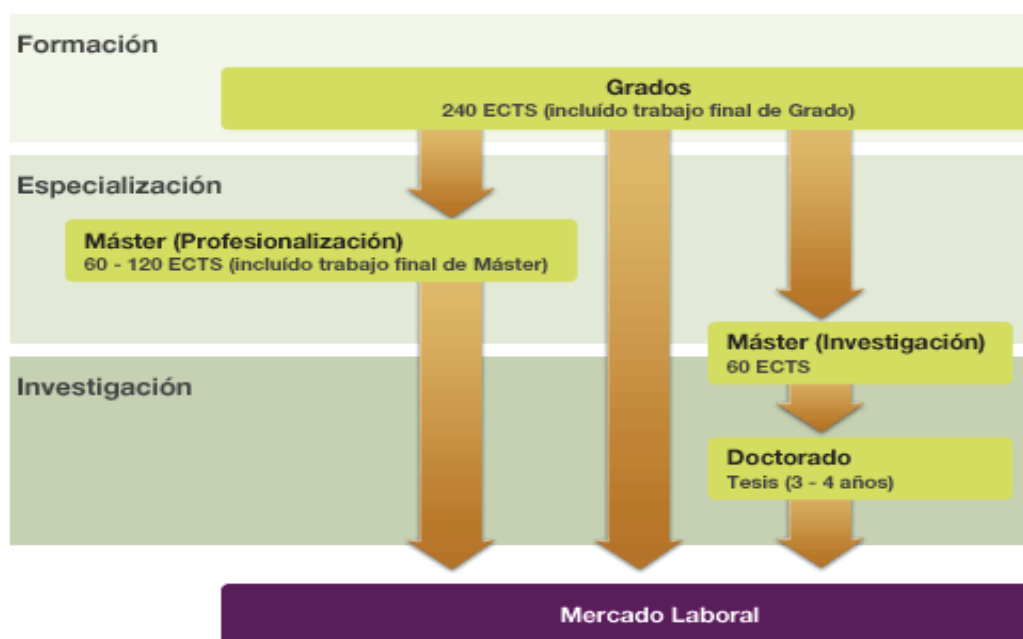 Formación
Grados
240 ECTS (incluído trabajo final de Grado)
Especialización
Máster (Profesionalización)
60 - 120 ECTS (incluído trabajo final de Máster)
Máster (Investigación)
60 ECTS
Investigación
Doctorado
Tesis (3 - 4 años)
Mercado Laboral